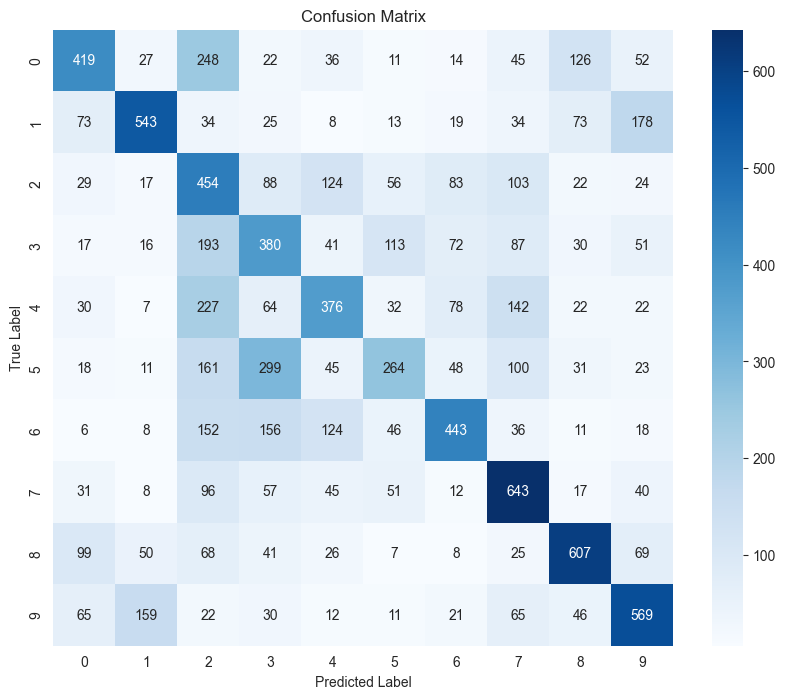 Confusion Matrix
0 419 27 248 22 36 11 14 45 126 52
1 73 543 34 25 8 13 19 34 73 178
2 29 17 454 88 124 56 83 103 22 24
3 17 16 193 380 41 113 72 87 30 51
4 30 7 227 64 376 32 78 142 22 22
5 18 11 161 299 45 264 48 100 31 23
6 6 8 152 156 124 46 443 36 11 18
7 31 8 96 57 45 51 12 643 17 40
8 99 50 68 41 26 7 8 25 607 69
9 65 159 22 30 12 11 21 65 46 569
0 1 2 3 4 5 6 7 8 9
Predicted Label
True Label
600
500
400
300
200
100